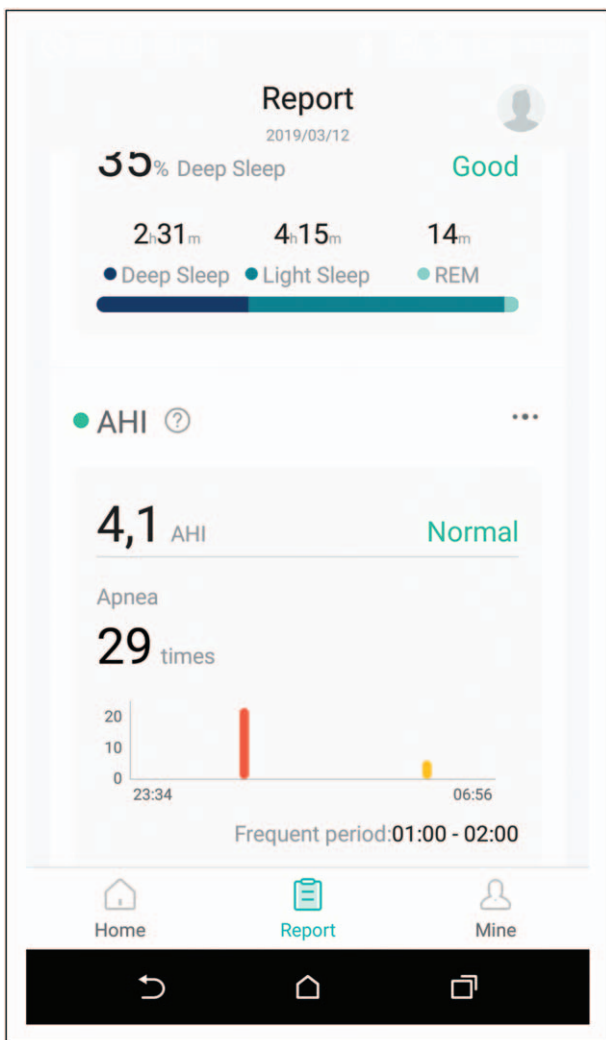 Report
2019/03/12
35% Deep Sleep Good
2h31m 4h15m 14m
Deep Sleep Light Sleep REM
AHI ?
4,1 AHI Normal
Apnea
29 times
20
10
0
23:34 06:56
Frequent period:01:00 - 02:00
Home Report Mine